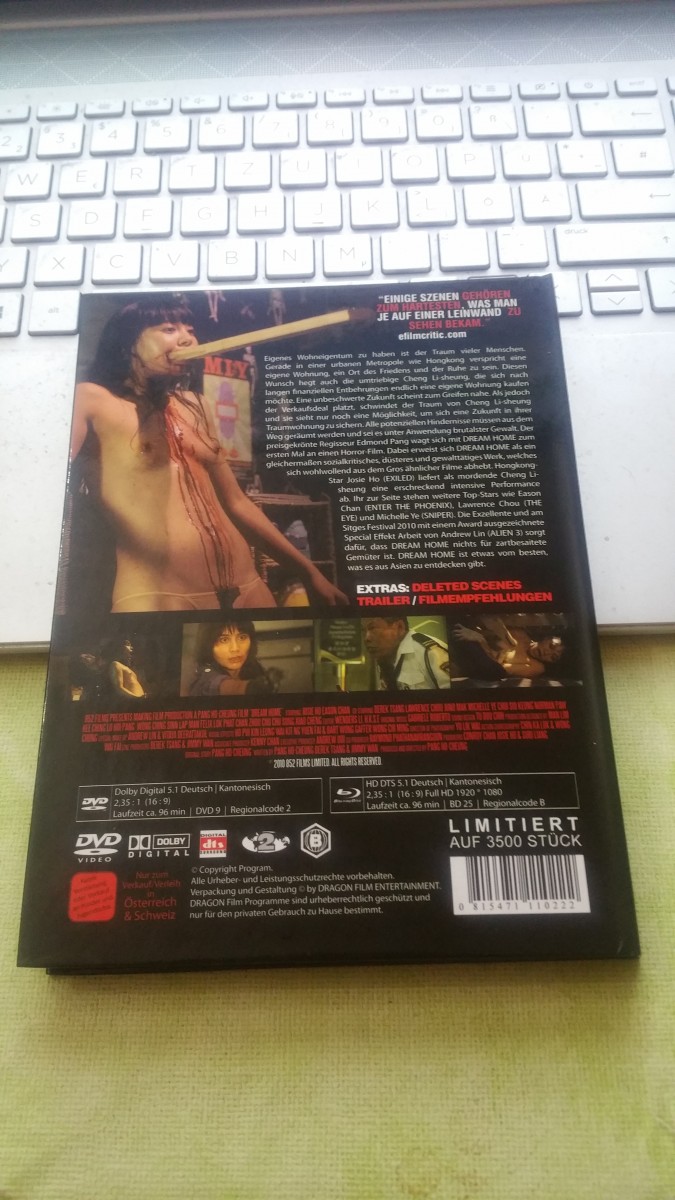 "EINIGE SZENEN GEHÖREN
ZUM HÄRTESTEN, WAS MAN
JE AUF EINER LEINWAND ZU
SEHEN BEKAM."
efilmcritic.com
Eigenes Wohneigentum zu haben ist der Traum vieler Menschen.
Gerade in einer urbanen Metropole wie Hongkong verspricht eine
eigene Wohnung, ein Ort des Friedens und der Ruhe zu sein. Diesen
Wunsch hegt auch die umtriebige Cheng Li-sheung, die sich nach
langen finanziellen Entbehrungen endlich eine eigene Wohnung kaufen
möchte. Eine unbeschwerte Zukunft scheint zum Greifen nahe. Als jedoch
der Verkaufsdeal platzt, schwindet der Traum von Cheng Li-sheung
und sie sieht nur noch eine Möglichkeit, um sich eine Zukunft in ihrer
Traumwohnung zu sichern. Alle potenziellen Hindernisse müssen aus dem
Weg geräumt werden und sei es unter Anwendung brutalster Gewalt. Der
preisgekrönte Regisseur Edmond Pang wagt sich mit DREAM HOME zum
ersten Mal an einen Horror-Film. Dabei erweist sich DREAM HOME als ein
gleichermaßen sozialkritisches, düsteres und gewalttätiges Werk, welches
sich wohlwollend aus dem Gros ähnlicher Filme abhebt. Hongkong-
Star Josie Ho (EXILED) liefert als mordende Cheng Li-
sheung eine erschreckend intensive Performance
ab. Ihr zur Seite stehen weitere Top-Stars wie Eason
Chan (ENTER THE PHOENIX), Lawrence Chou (THE
EYE) und Michelle Ye (SNIPER). Die Exzellente und am
Sitges Festival 2010 mit einem Award ausgezeichnete
Special Effekt Arbeit von Andrew Lin (ALIEN 3) sorgt
dafür, dass DREAM HOME nichts für zartbesaitete
Gemüter ist. DREAM HOME ist etwas vom besten,
was es aus Asien zu entdecken gibt.
EXTRAS: DELETED SCENES
TRAILER / FILMEMPFEHLUNGEN
© 2010 852 FILMS LIMITED. ALL RIGHTS RESERVED.
DVD
Dolby Digital 5.1 Deutsch | Kantonesisch
2,35 : 1 (16 : 9)
Laufzeit ca. 96 min | DVD 9 | Regionalcode 2
HD DTS 5.1 Deutsch | Kantonesisch
2,35 : 1 (16 : 9) Full HD 1920 * 1080
Laufzeit ca. 96 min | BD 25 | Regionalcode B
DVD
VIDEO
DOLBY
DIGITAL
DIGITAL
dts
2
B
LIMITIERT
AUF 3500 STÜCK
Nur zum
Verkauf/Verleih
in
Österreich
& Schweiz
© Copyright Program.
Alle Urheber- und Leistungsschutzrechte vorbehalten.
Verpackung und Gestaltung © by DRAGON FILM ENTERTAINMENT.
DRAGON Film Programme sind urheberrechtlich geschützt und
nur für den privaten Gebrauch zu Hause bestimmt.
0 815471 110222